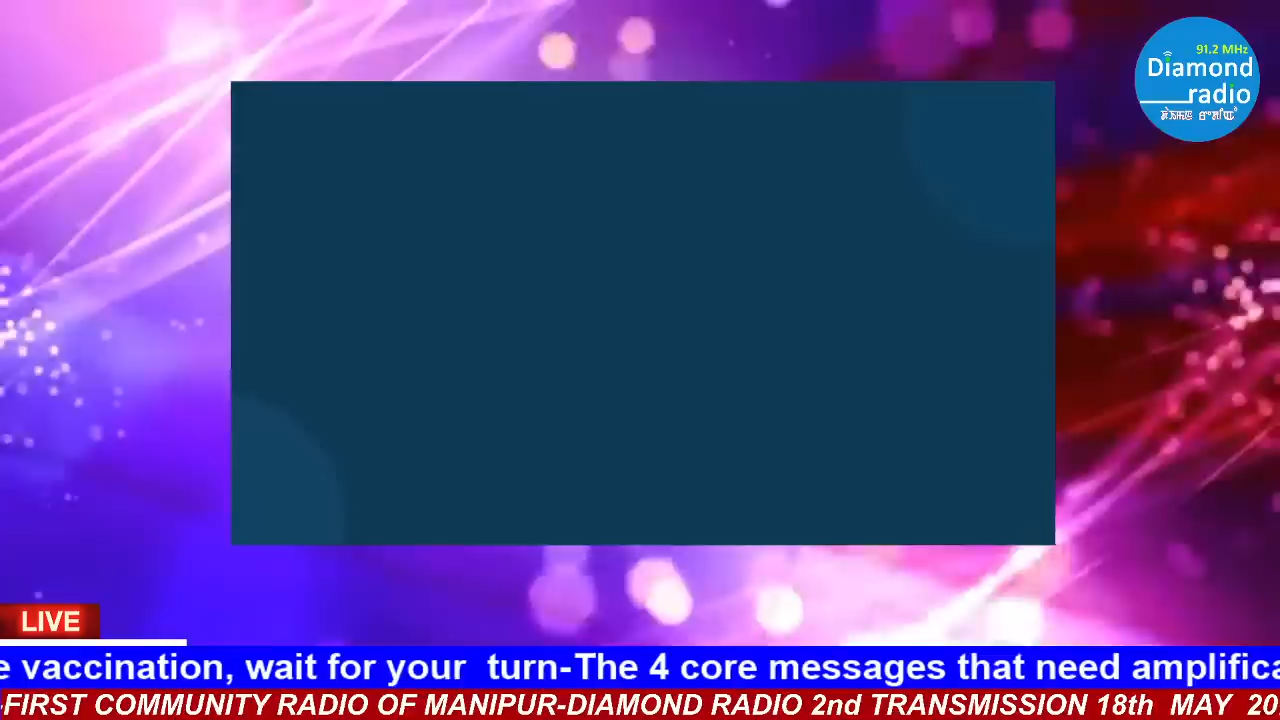 91.2 MHz
Diamond
radio
LIVE
e vaccination, wait for your turn-The 4 core messages that need amplifica
-FIRST COMMUNITY RADIO OF MANIPUR-DIAMOND RADIO 2nd TRANSMISSION 18th MAY 20